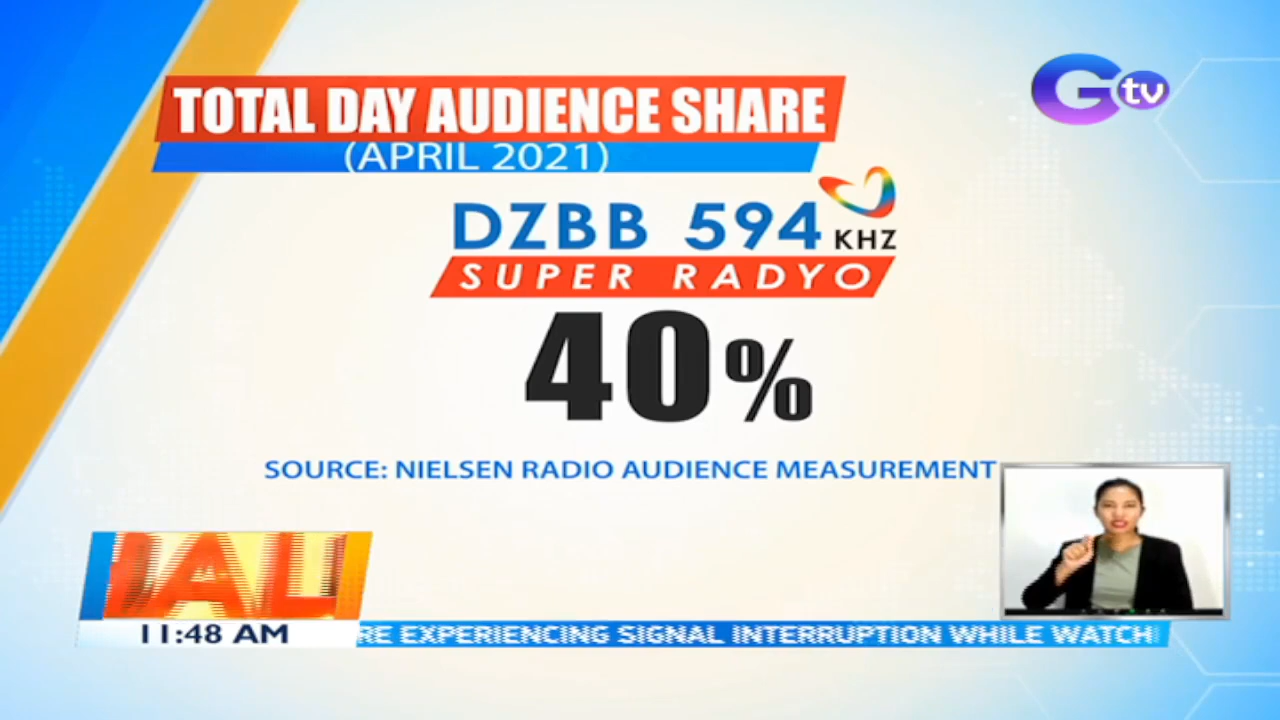 TOTAL DAY AUDIENCE SHARE
(APRIL 2021)
G tv
DZBB 594 KHZ
SUPER RADYO
40%
SOURCE: NIELSEN RADIO AUDIENCE MEASUREMENT
11:48 AM
RE EXPERIENCING SIGNAL INTERRUPTION WHILE WATCH